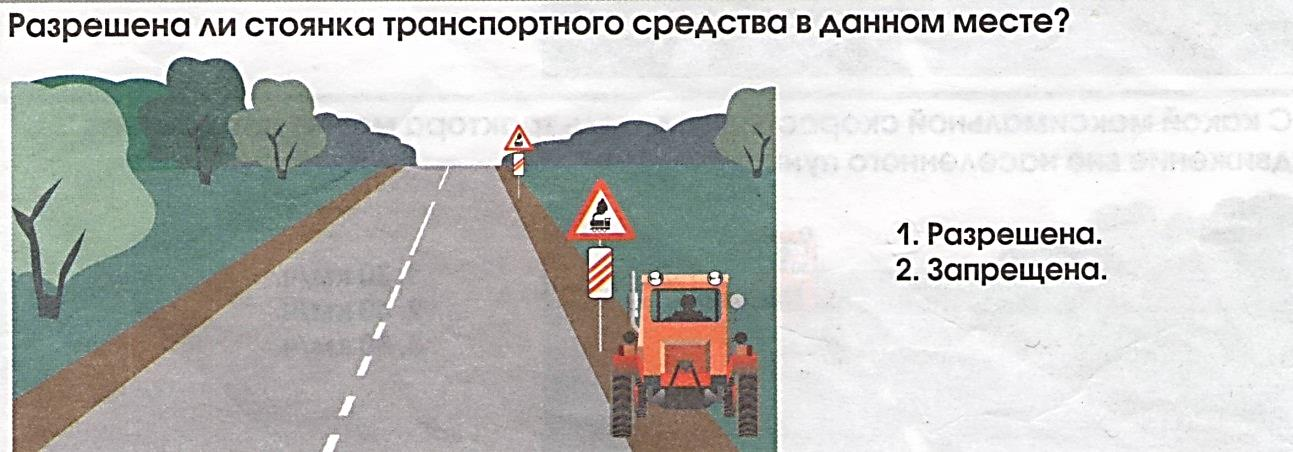 Разрешена ли стоянка транспортного средства в данном месте?
1. Разрешена.
2. Запрещена.